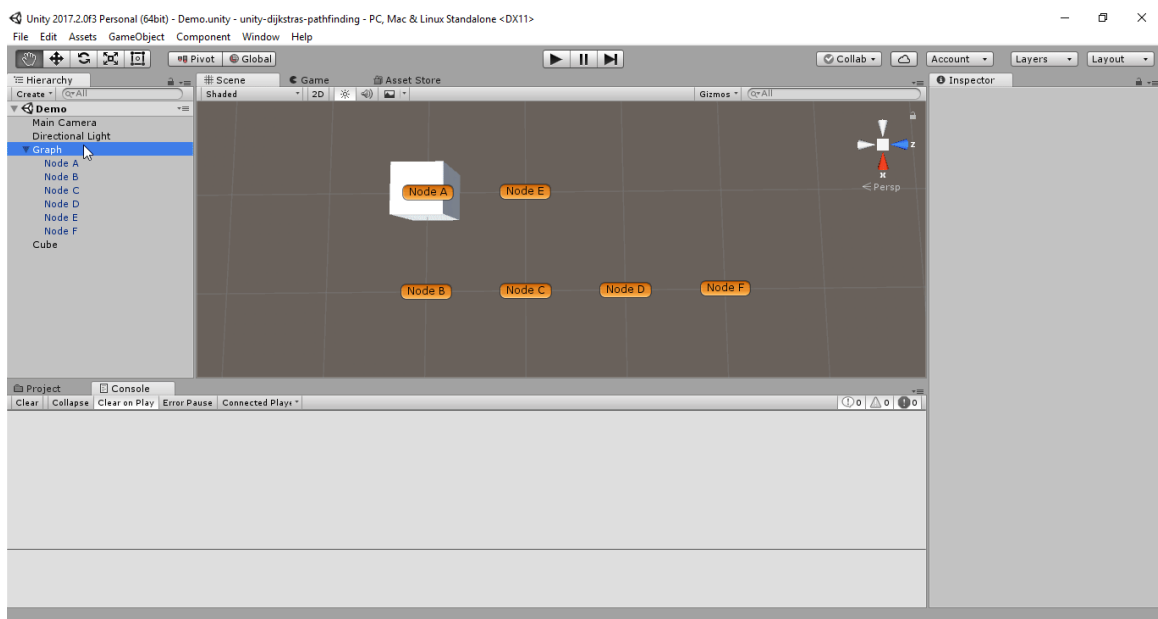 Unity 2017.2.0f3 Personal (64bit) - Demo.unity - unity-dijkstras-pathfinding - PC, Mac & Linux Standalone <DX11>
File Edit Assets GameObject Component Window Help
Pivot Global Collab Account Layers Layout
Hierarchy Scene Game Asset Store Inspector
Create All Shaded 2D Gizmos All
Demo
Main Camera
Directional Light
Graph
Node A
Node B
Node C
Node D
Node E
Node F
Cube
z
x
Persp
Node A Node E
Node B Node C Node D Node F
Project Console
Clear Collapse Clear on Play Error Pause Connected Playe 0 0 0